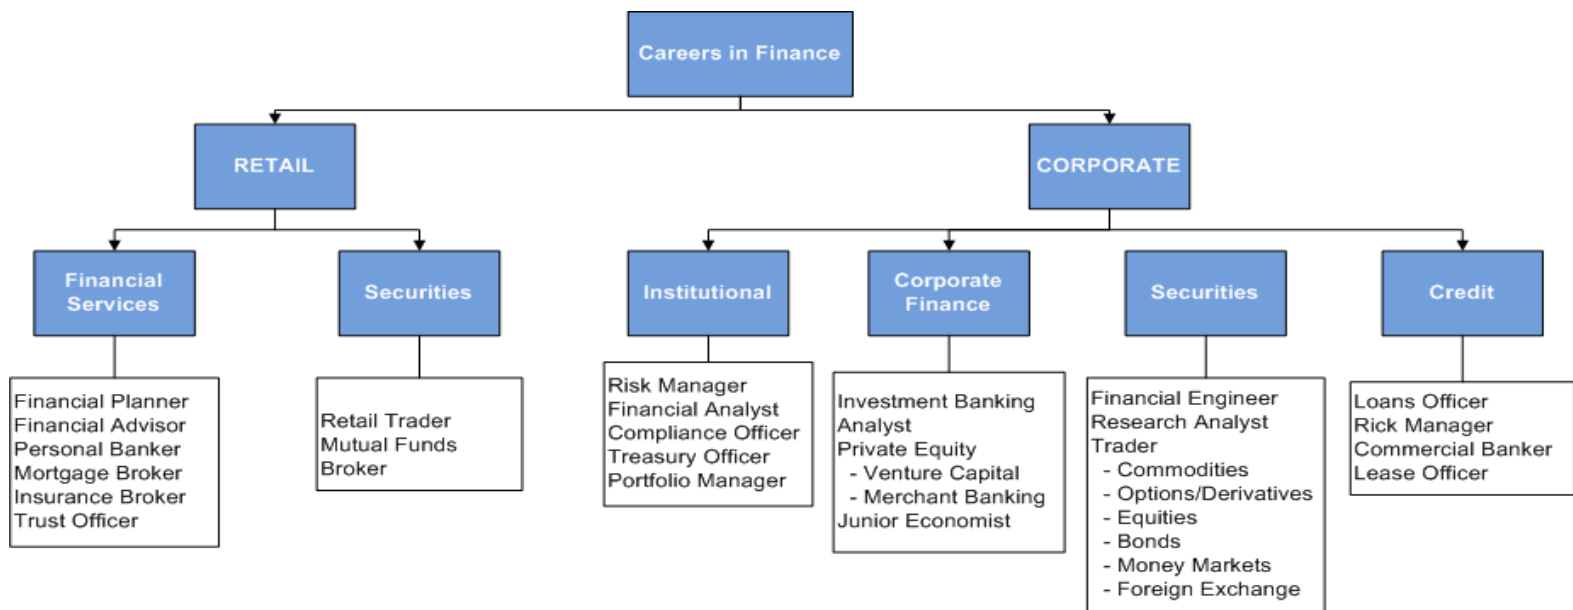 Careers in Finance
RETAIL
CORPORATE
Financial
Services
Securities
Institutional
Corporate
Finance
Securities
Credit
Financial Planner
Financial Advisor
Personal Banker
Mortgage Broker
Insurance Broker
Trust Officer
Retail Trader
Mutual Funds
Broker
Risk Manager
Financial Analyst
Compliance Officer
Treasury Officer
Portfolio Manager
Investment Banking
Analyst
Private Equity
- Venture Capital
- Merchant Banking
Junior Economist
Financial Engineer
Research Analyst
Trader
- Commodities
- Options/Derivatives
- Equities
- Bonds
- Money Markets
- Foreign Exchange
Loans Officer
Risk Manager
Commercial Banker
Lease Officer